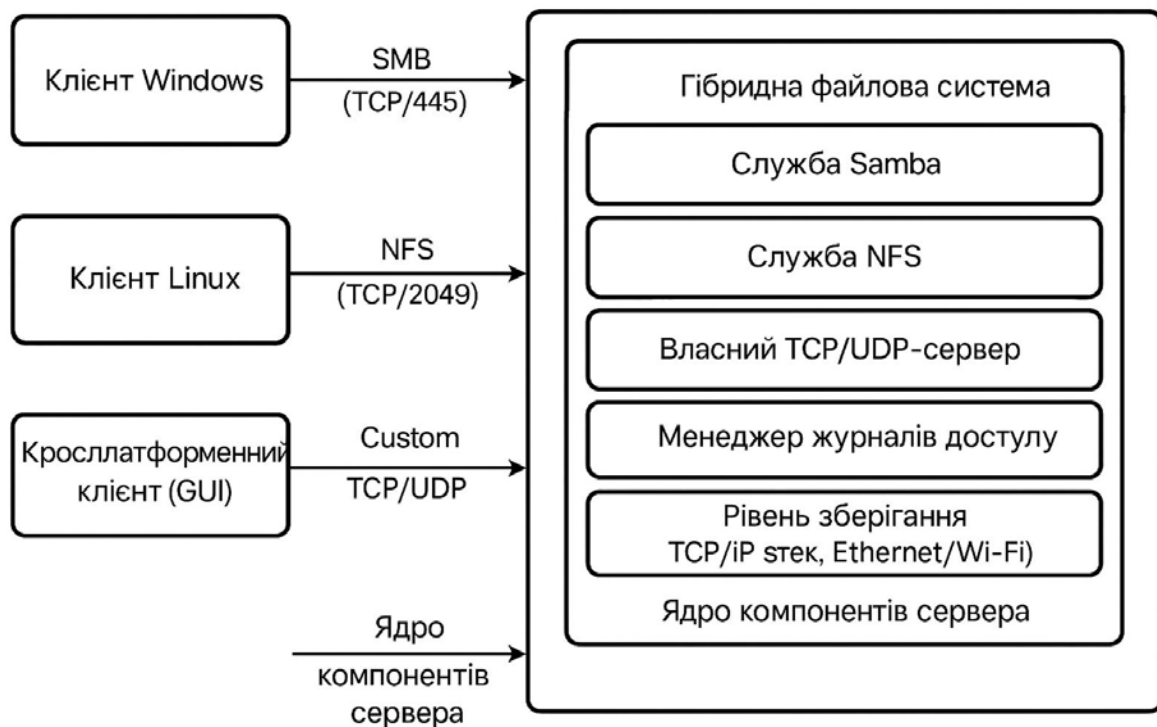 Клієнт Windows
SMB
(TCP/445)
Клієнт Linux
NFS
(TCP/2049)
Кросллатформенний
клієнт (GUI)
Custom
TCP/UDP
Ядро
компонентів
сервера
Гібридна файлова система
Служба Samba
Служба NFS
Власний TCP/UDP-сервер
Менеджер журналів достулу
Рівень зберігання
TCP/iP sтек, Ethernet/Wi-Fi)
Ядро компонентів сервера